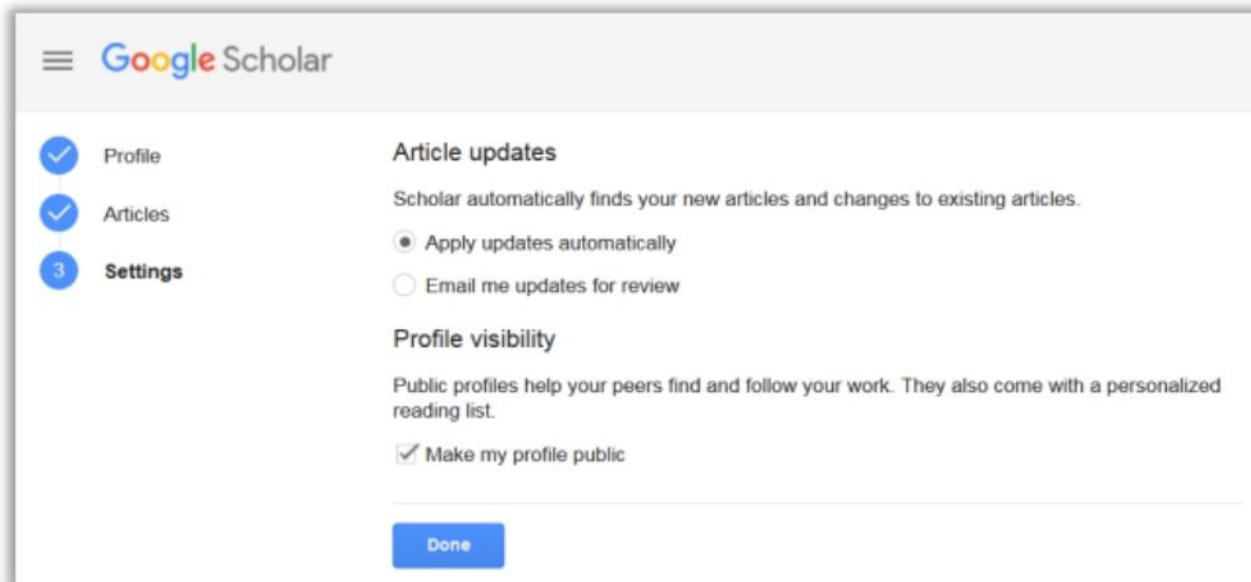 Google Scholar
Profile
Articles
3 Settings
Article updates
Scholar automatically finds your new articles and changes to existing articles.
Apply updates automatically
Email me updates for review
Profile visibility
Public profiles help your peers find and follow your work. They also come with a personalized
reading list.
Make my profile public
Done